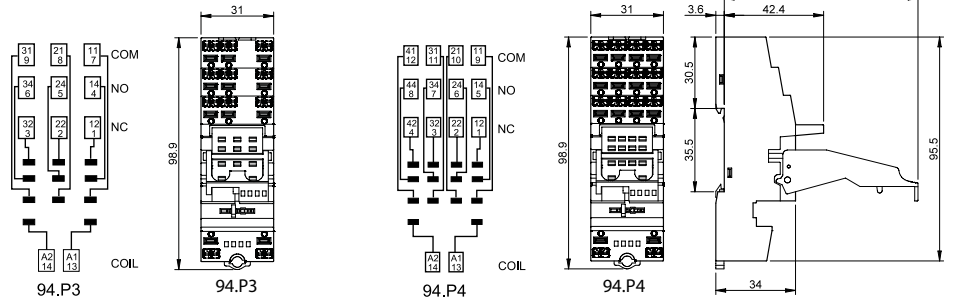 31 21 11
9 8 7
COM
34 24 14
6 5 4
NO
32 22 12
3 2 1
NC
A2 A1
14 13
COIL
94.P3
31
98.9
94.P3
41 31 21 11
12 11 10 9
COM
44 34 24 14
8 7 6 5
NO
42 32 22 12
4 3 2 1
NC
A2 A1
14 13
COIL
94.P4
31
98.9
94.P4
3.6 42.4
30.5
35.5
95.5
34